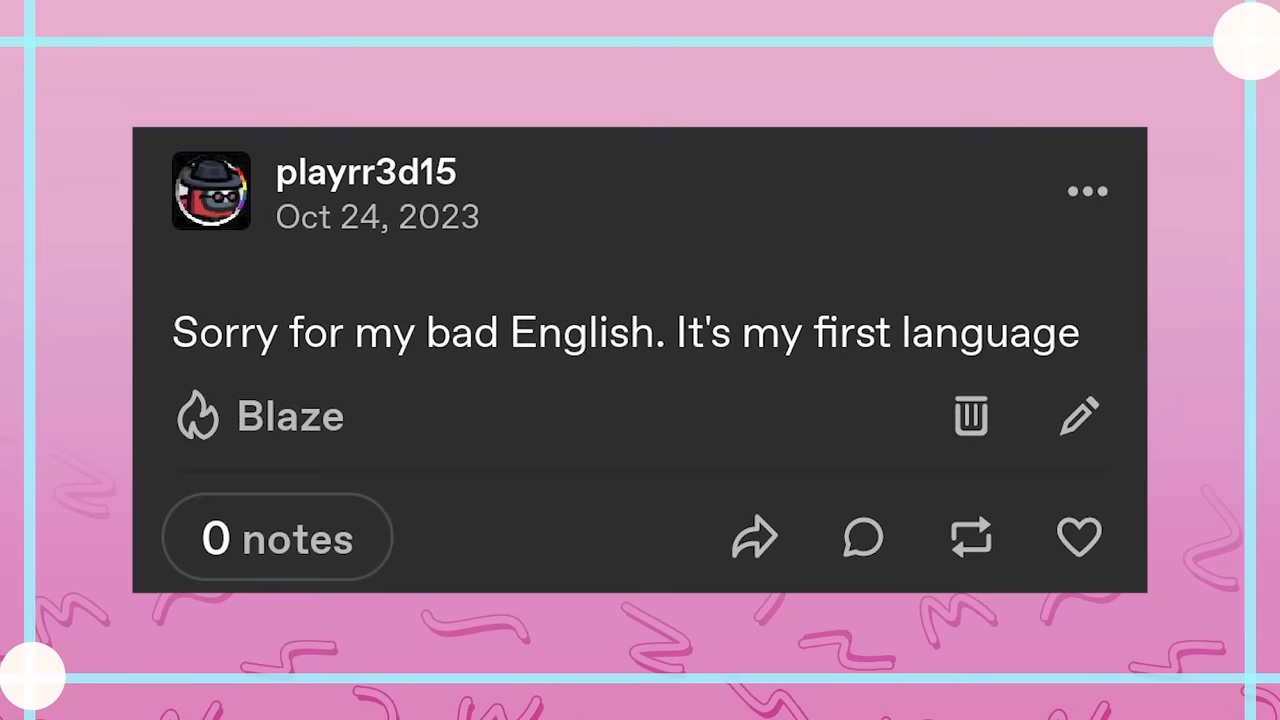 playrr3d15
Oct 24, 2023
Sorry for my bad English. It's my first language
Blaze
0 notes